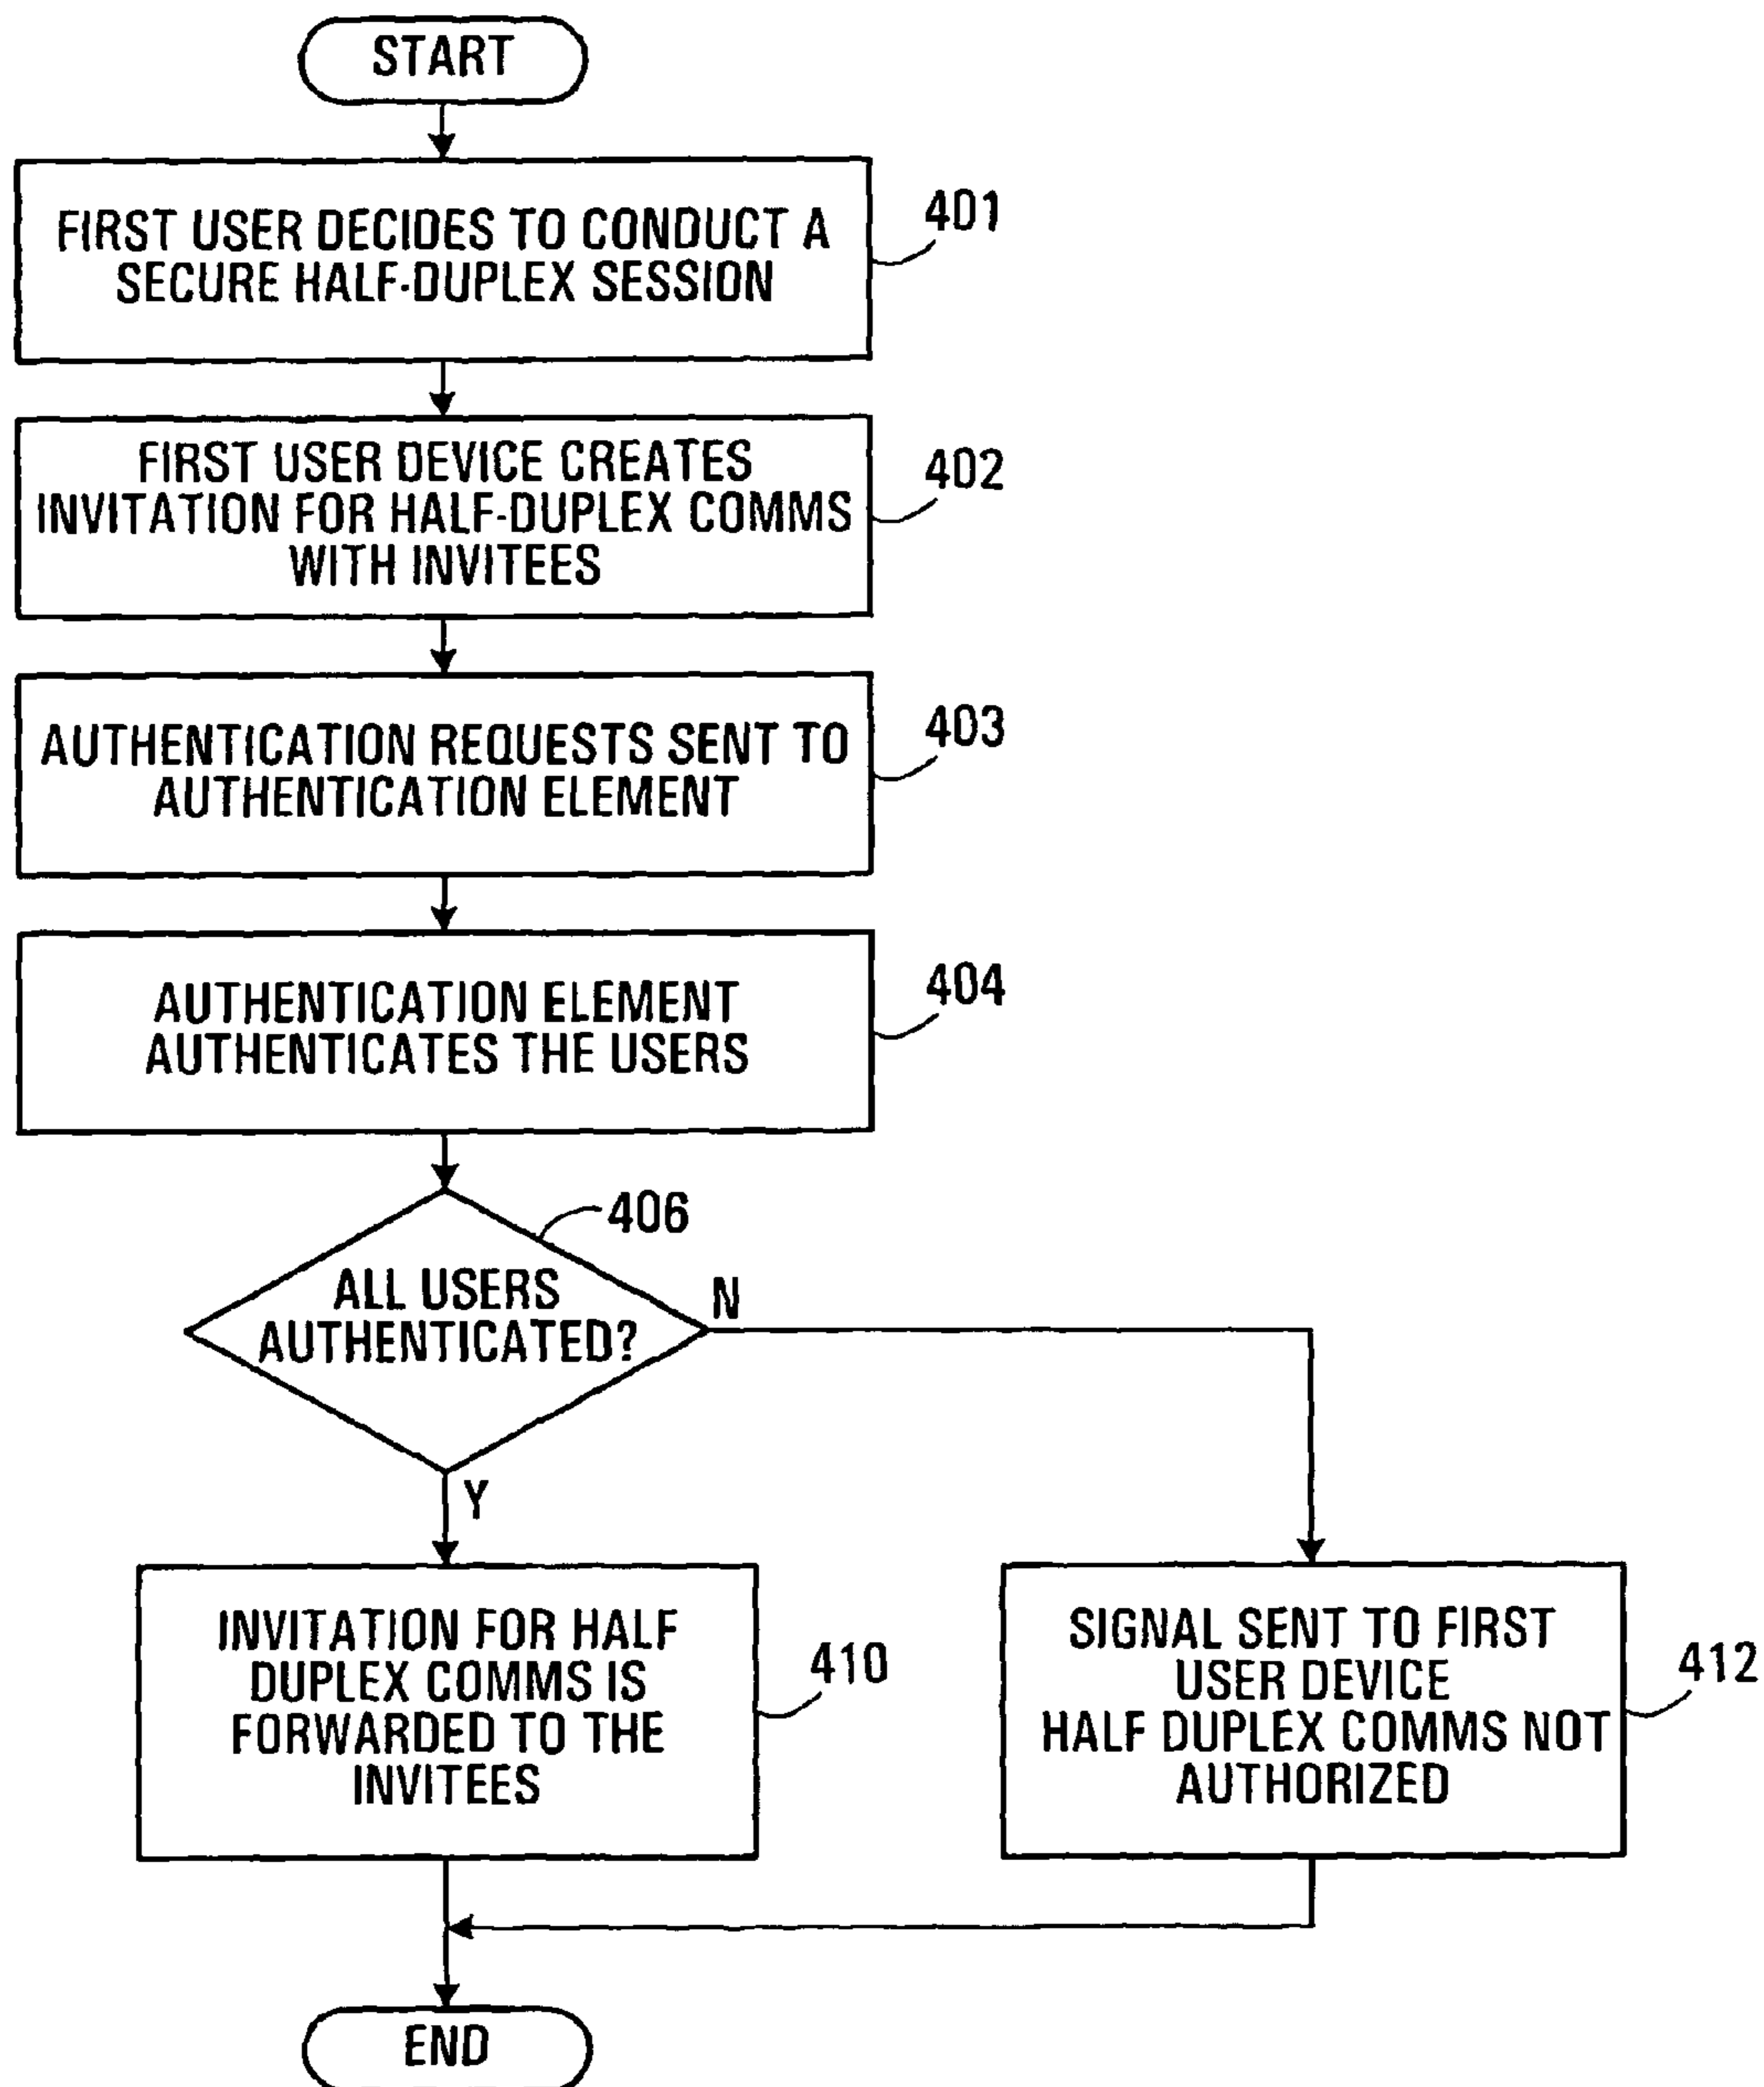 START
FIRST USER DECIDES TO CONDUCT A
SECURE HALF-DUPLEX SESSION
401
FIRST USER DEVICE CREATES
INVITATION FOR HALF-DUPLEX COMMS
WITH INVITEES
402
AUTHENTICATION REQUESTS SENT TO
AUTHENTICATION ELEMENT
403
AUTHENTICATION ELEMENT
AUTHENTICATES THE USERS
404
406
ALL USERS
AUTHENTICATED?
N
Y
INVITATION FOR HALF
DUPLEX COMMS IS
FORWARDED TO THE
INVITEES
410
SIGNAL SENT TO FIRST
USER DEVICE
HALF DUPLEX COMMS NOT
AUTHORIZED
412
END